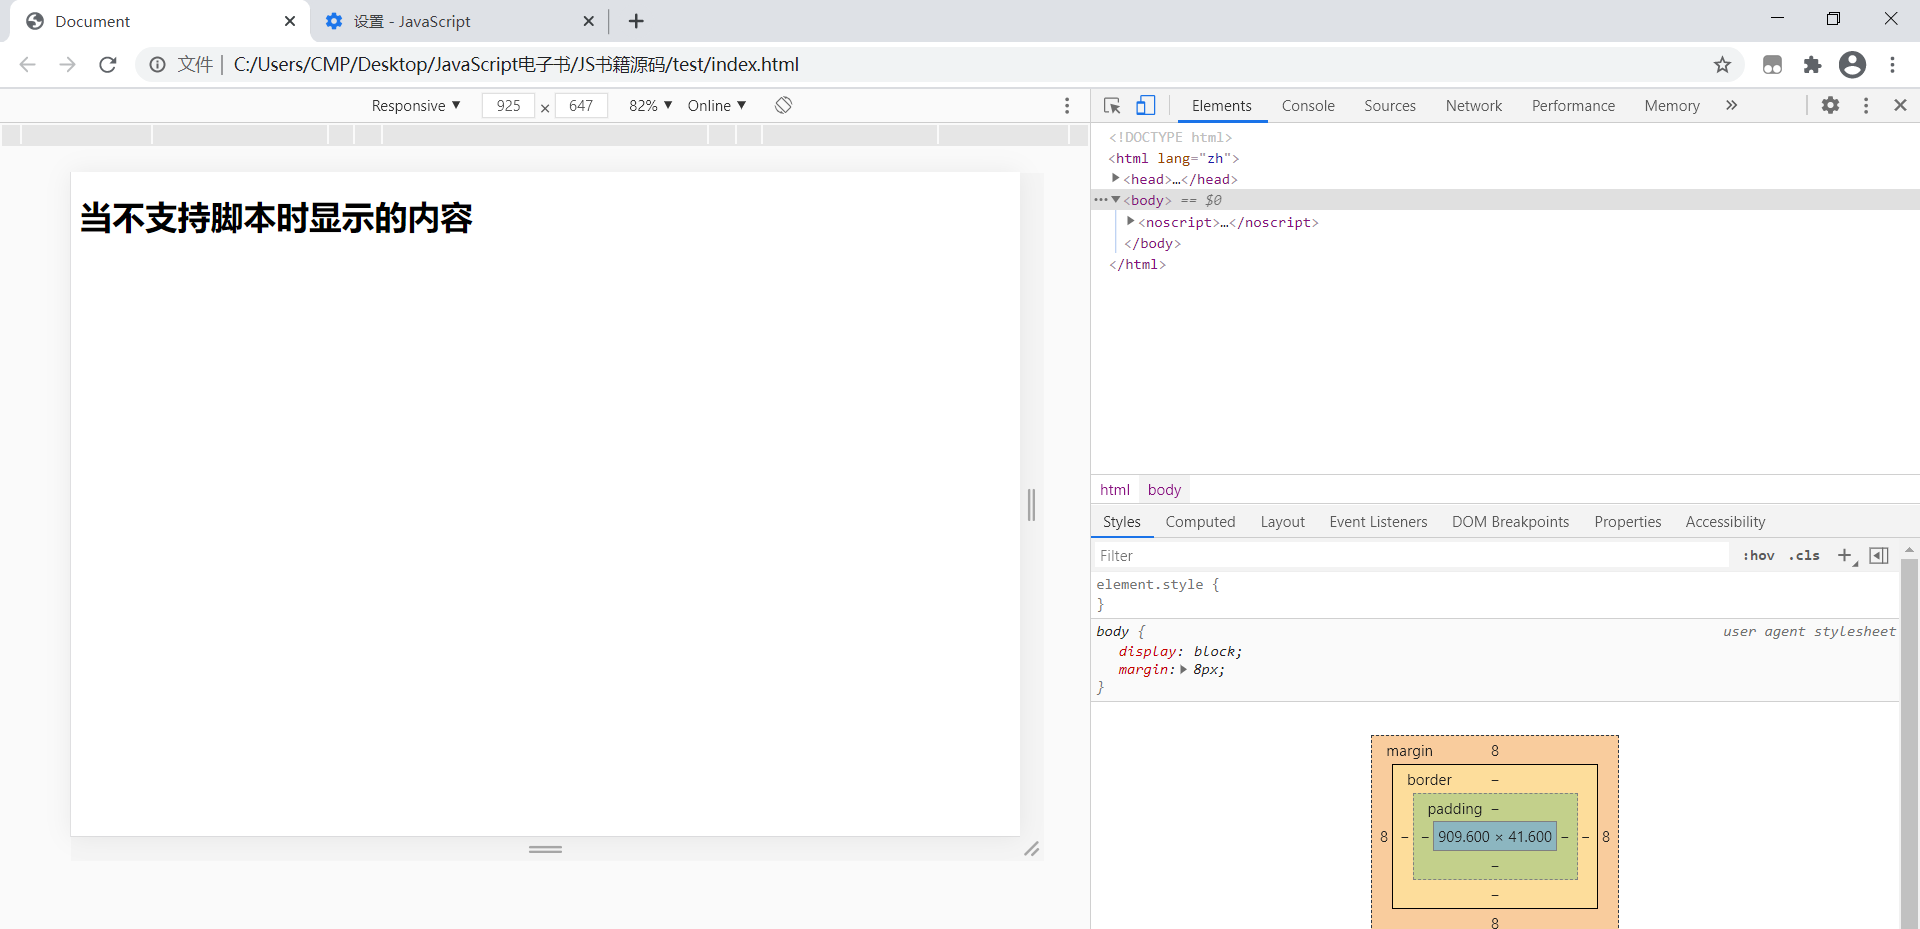 Document
设置 - JavaScript
文件 | C:/Users/CMP/Desktop/JavaScript电子书/JS书籍源码/test/index.html
Responsive ▼ 925 × 647 82% ▼ Online ▼
当不支持脚本时显示的内容
Elements Console Sources Network Performance Memory »
<!DOCTYPE html>
<html lang="zh">
▶<head>…</head>
…▼<body> == $0
▶<noscript>…</noscript>
</body>
</html>
html body
Styles Computed Layout Event Listeners DOM Breakpoints Properties Accessibility
Filter :hov .cls +
element.style {
}
body { user agent stylesheet
display: block;
margin:▶ 8px;
}
margin 8
border –
padding –
8 – – 909.600 × 41.600 – – 8
–
–
8